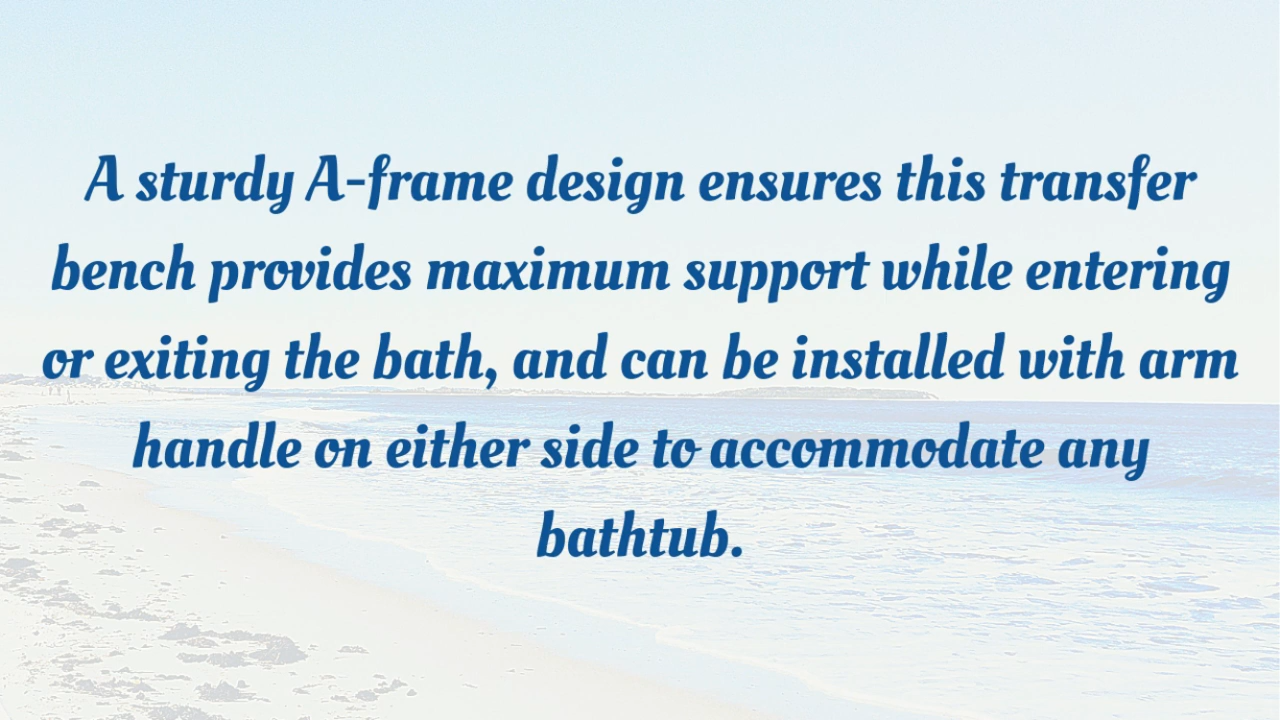 A sturdy A-frame design ensures this transfer
bench provides maximum support while entering
or exiting the bath, and can be installed with arm
handle on either side to accommodate any
bathtub.